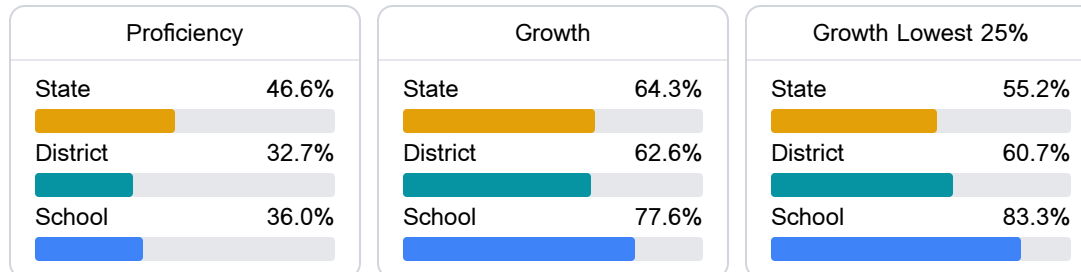 Proficiency
State 46.6%
District 32.7%
School 36.0%
Growth
State 64.3%
District 62.6%
School 77.6%
Growth Lowest 25%
State 55.2%
District 60.7%
School 83.3%